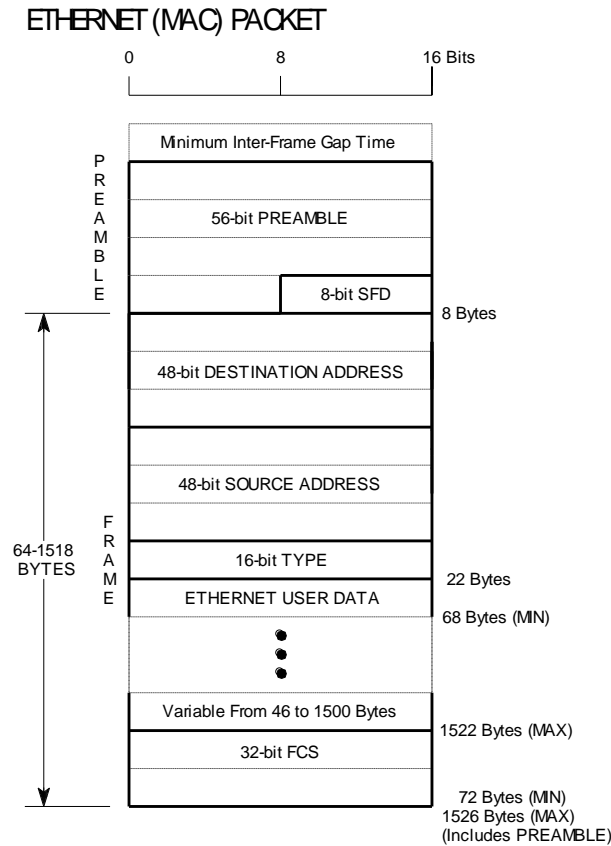 ETHERNET (MAC) PACKET
0 8 16 Bits
Minimum Inter-Frame Gap Time
PREAMBLE
56-bit PREAMBLE
8-bit SFD
8 Bytes
48-bit DESTINATION ADDRESS
48-bit SOURCE ADDRESS
FRAME
64-1518
BYTES
16-bit TYPE
22 Bytes
ETHERNET USER DATA
68 Bytes (MIN)
Variable From 46 to 1500 Bytes
1522 Bytes (MAX)
32-bit FCS
72 Bytes (MIN)
1526 Bytes (MAX)
(Includes PREAMBLE)